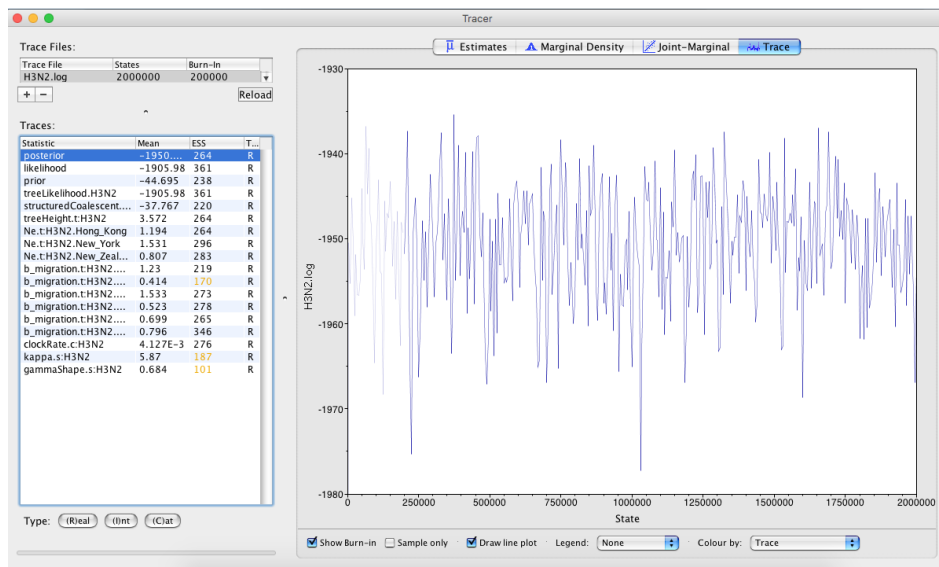 Tracer
Trace Files:
Trace File States Burn-In
H3N2.log 2000000 200000
+ − Reload
Traces:
Statistic Mean ESS T...
posterior -1950.... 264 R
likelihood -1905.98 361 R
prior -44.695 238 R
treeLikelihood.H3N2 -1905.98 361 R
structuredCoalescent.... -37.767 220 R
treeHeight.t:H3N2 3.572 264 R
Ne.t:H3N2.Hong_Kong 1.194 264 R
Ne.t:H3N2.New_York 1.531 296 R
Ne.t:H3N2.New_Zeal... 0.807 283 R
b_migration.t:H3N2.... 1.23 219 R
b_migration.t:H3N2.... 0.414 170 R
b_migration.t:H3N2.... 1.533 273 R
b_migration.t:H3N2.... 0.523 278 R
b_migration.t:H3N2.... 0.699 265 R
b_migration.t:H3N2.... 0.796 346 R
clockRate.c:H3N2 4.127E-3 276 R
kappa.s:H3N2 5.87 187 R
gammaShape.s:H3N2 0.684 101 R
Type: (R)eal (I)nt (C)at
Estimates Marginal Density Joint-Marginal Trace
-1930
-1940
-1950
-1960
-1970
-1980
H3N2.log
0 250000 500000 750000 1000000 1250000 1500000 1750000 2000000
State
Show Burn-in Sample only Draw line plot Legend: None Colour by: Trace